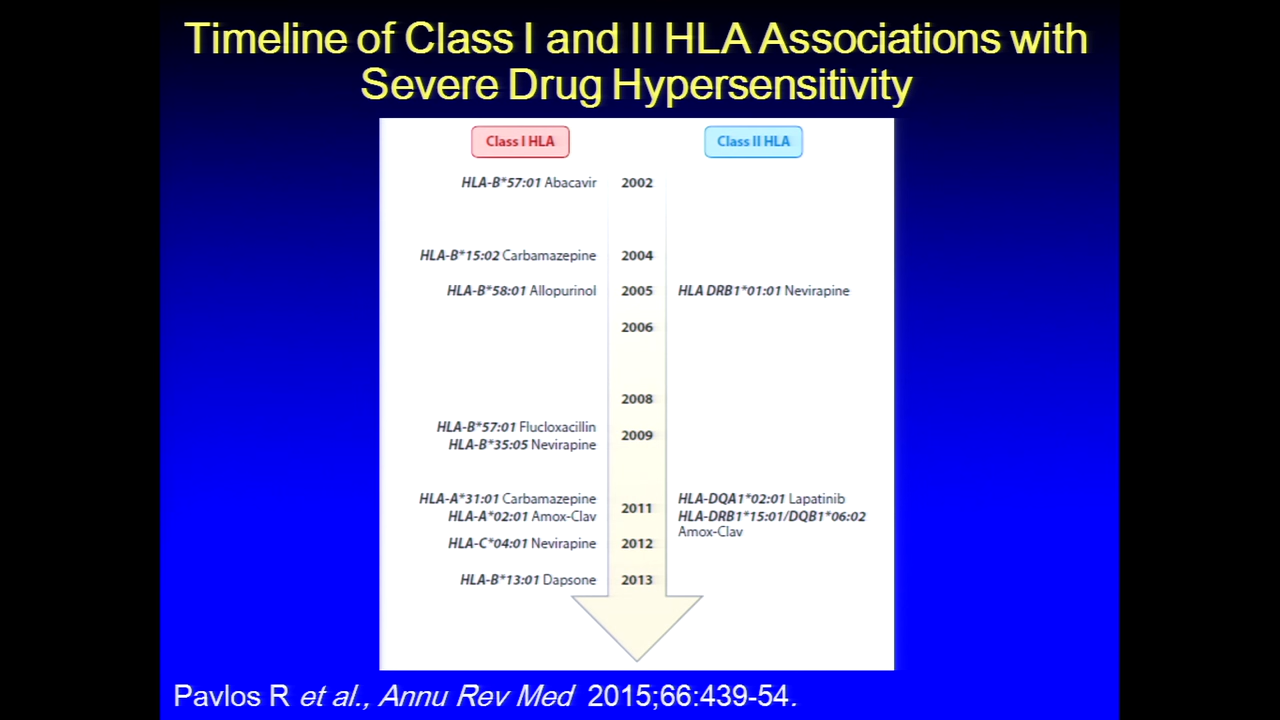 Timeline of Class I and II HLA Associations with
Severe Drug Hypersensitivity
Class I HLA
Class II HLA
HLA-B*57:01 Abacavir 2002
HLA-B*15:02 Carbamazepine 2004
HLA-B*58:01 Allopurinol 2005 HLA DRB1*01:01 Nevirapine
2006
2008
HLA-B*57:01 Flucloxacillin
2009
HLA-B*35:05 Nevirapine
HLA-A*31:01 Carbamazepine
HLA-A*02:01 Amox-Clav
2011
HLA-DQA1*02:01 Lapatinib
HLA-DRB1*15:01/DQB1*06:02
Amox-Clav
HLA-C*04:01 Nevirapine 2012
HLA-B*13:01 Dapsone 2013
Pavlos R et al., Annu Rev Med 2015;66:439-54.